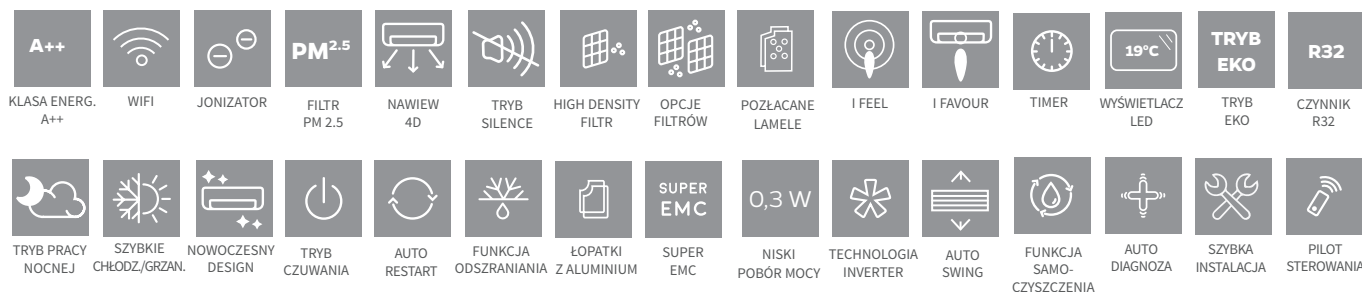 A++
KLASA ENERG.
A++
WIFI
JONIZATOR
PM2.5
FILTR
PM 2.5
NAWIEW
4D
TRYB
SILENCE
HIGH DENSITY
FILTR
OPCJE
FILTRÓW
POZŁACANE
LAMELE
I FEEL
I FAVOUR
TIMER
19°C
WYŚWIETLACZ
LED
TRYB
EKO
TRYB
EKO
R32
CZYNNIK
R32
TRYB PRACY
NOCNEJ
SZYBKIE
CHŁODZ./GRZAN.
NOWOCZESNY
DESIGN
TRYB
CZUWANIA
AUTO
RESTART
FUNKCJA
ODSZRANIANIA
ŁOPATKI
Z ALUMINIUM
SUPER
EMC
SUPER
EMC
0,3 W
NISKI
POBÓR MOCY
TECHNOLOGIA
INVERTER
AUTO
SWING
FUNKCJA
SAMO-
CZYSZCZENIA
AUTO
DIAGNOZA
SZYBKA
INSTALACJA
PILOT
STEROWANIA